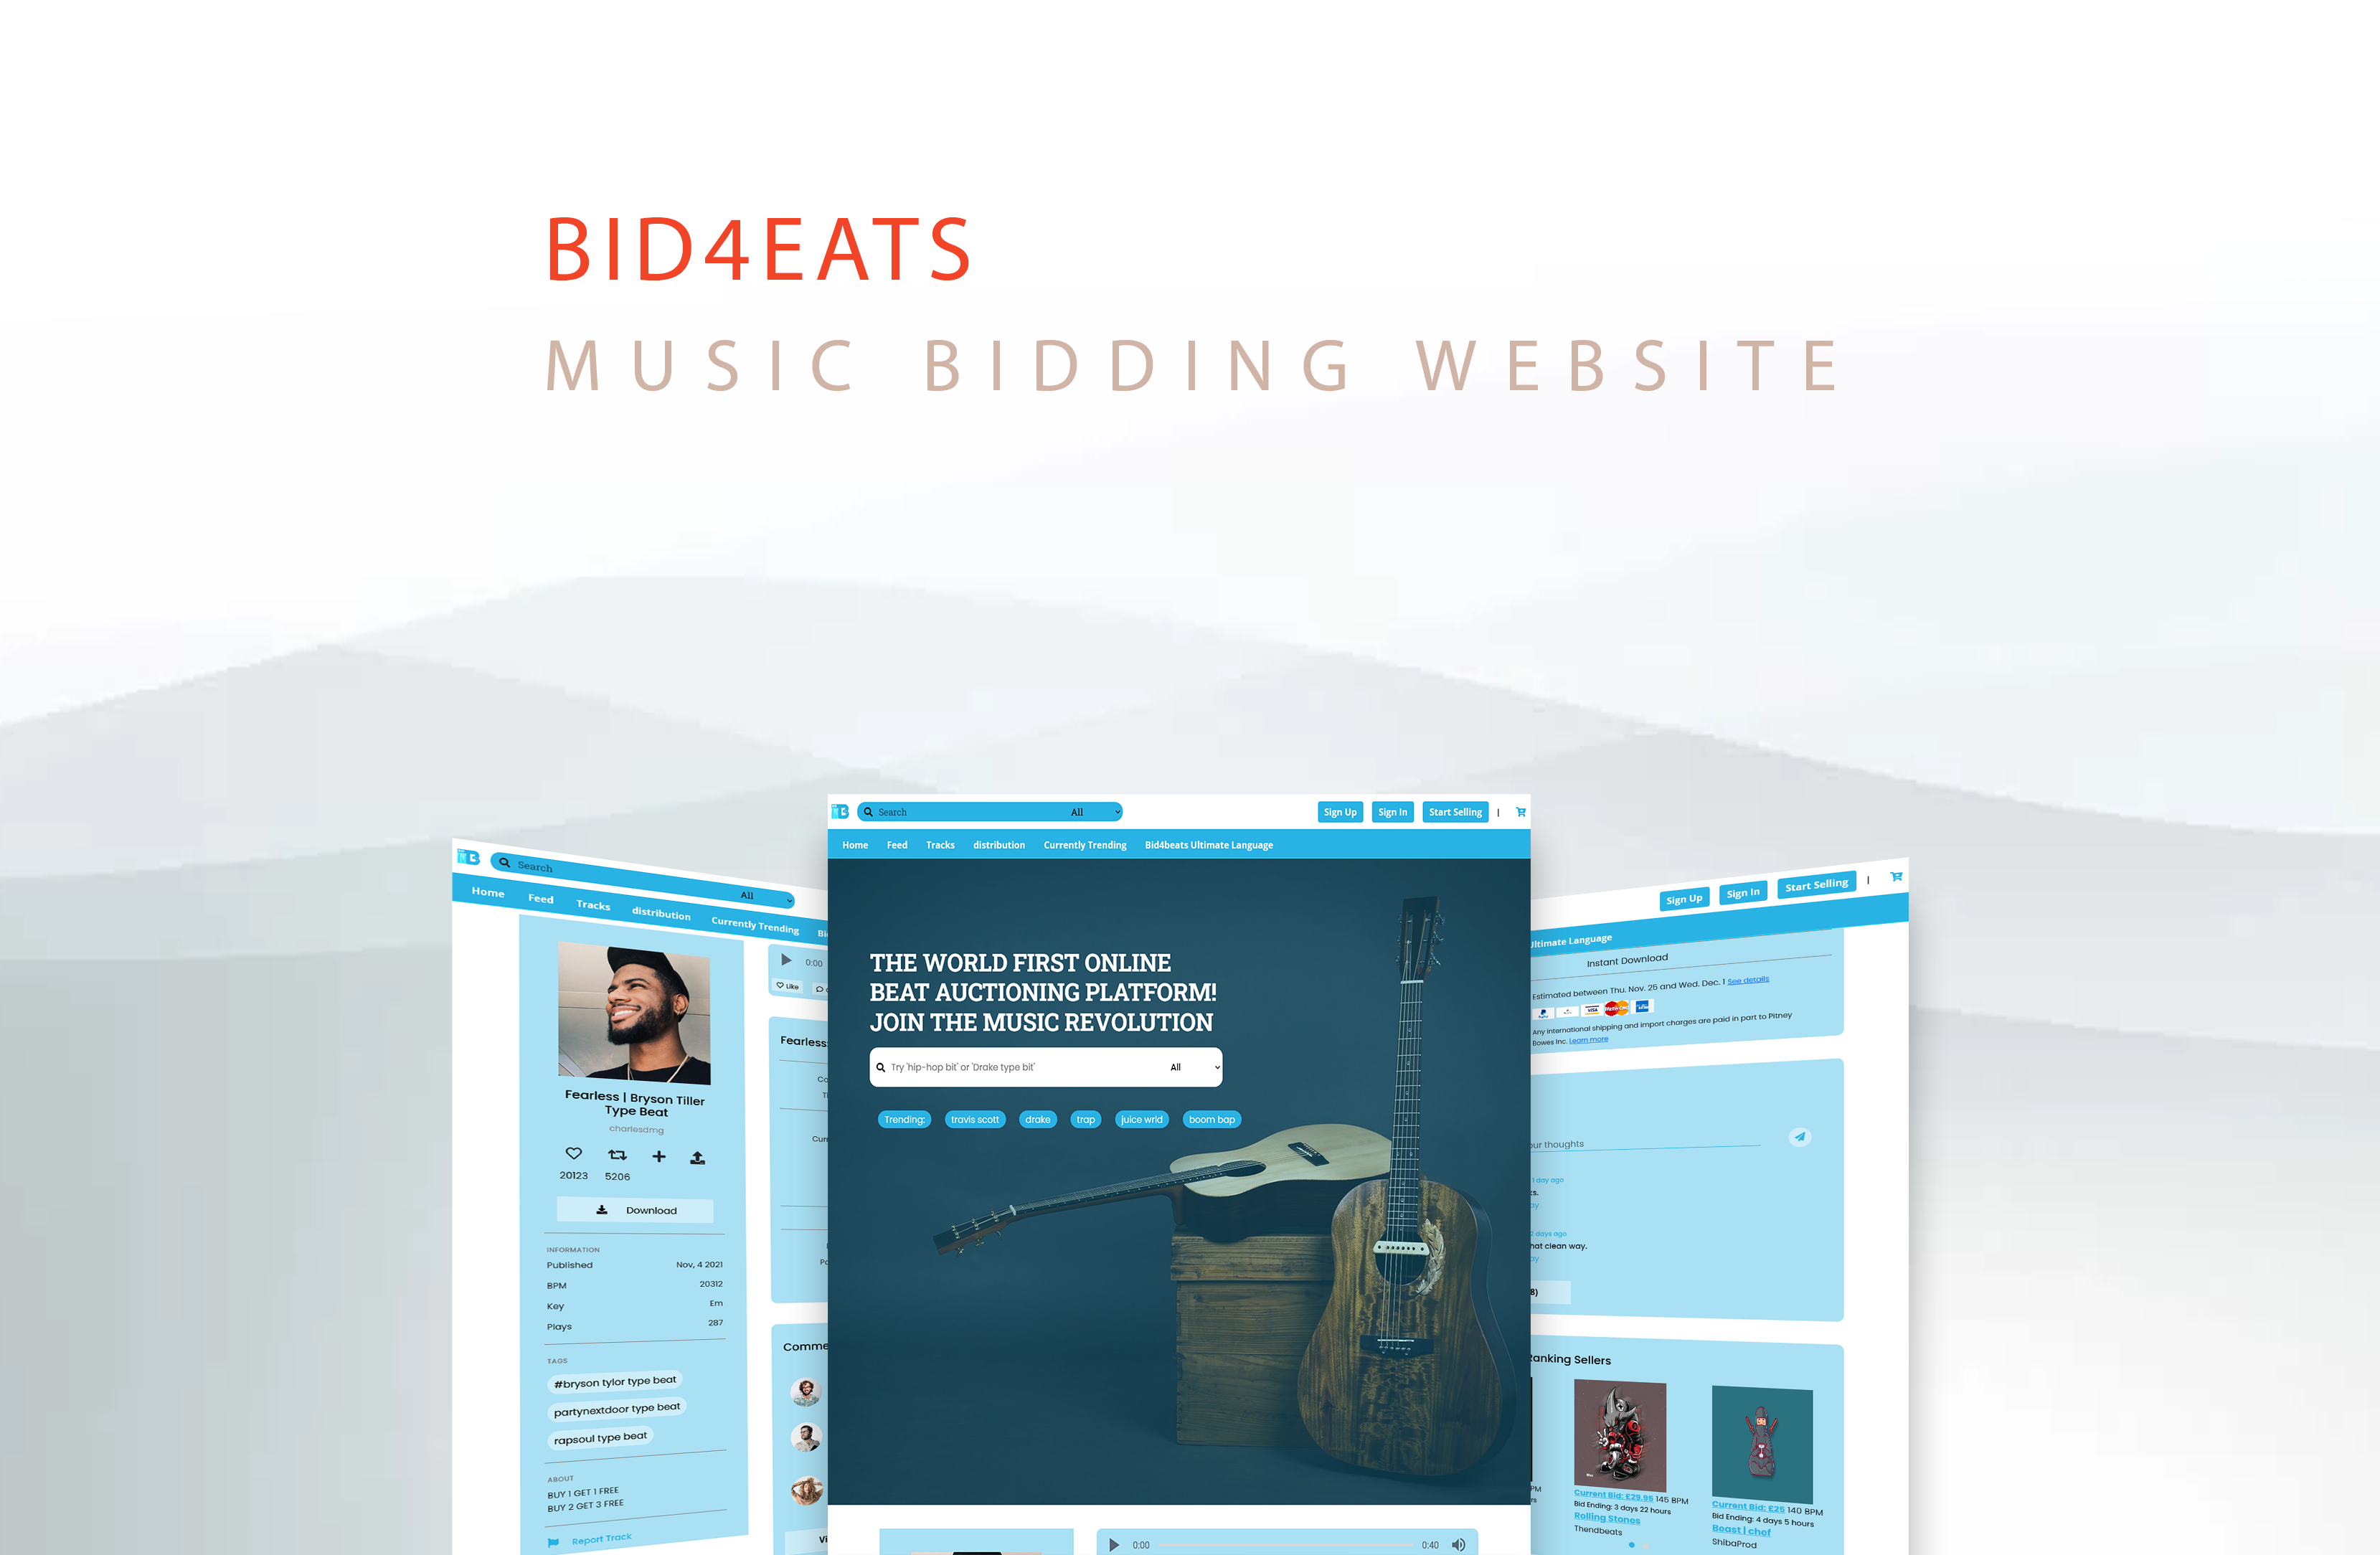 BID4EATS
MUSIC BIDDING WEBSITE
Search All
Home Feed Tracks distribution Currently Trending
Fearless | Bryson Tiller
Type Beat
charlesdmg
20123 5206
Download
INFORMATION
Published Nov, 4 2021
BPM 20312
Key Em
Plays 287
TAGS
#bryson tylor type beat
partynextdoor type beat
rapsoul type beat
ABOUT
BUY 1 GET 1 FREE
BUY 2 GET 3 FREE
Report Track
0:00
Like
Fearless
Search All Sign Up Sign In Start Selling |
Home Feed Tracks distribution Currently Trending Bid4beats Ultimate Language
THE WORLD FIRST ONLINE
BEAT AUCTIONING PLATFORM!
JOIN THE MUSIC REVOLUTION
Try 'hip-hop bit' or 'Drake type bit' All
Trending: travis scott drake trap juice wrld boom bap
0:00 0:40
Sign Up Sign In Start Selling |
Ultimate Language
Instant Download
Estimated between Thu. Nov. 25 and Wed. Dec. 1 See details
VISA
Any international shipping and import charges are paid in part to Pitney
Bowes Inc. Learn more
our thoughts
1 day ago
2 days ago
hat clean way.
8)
Ranking Sellers
Current Bid: £29.95 145 BPM
Bid Ending: 3 days 22 hours
Rolling Stones
Thendbeats
Current Bid: £25 140 BPM
Bid Ending: 4 days 5 hours
Beast | chef
ShibaProd